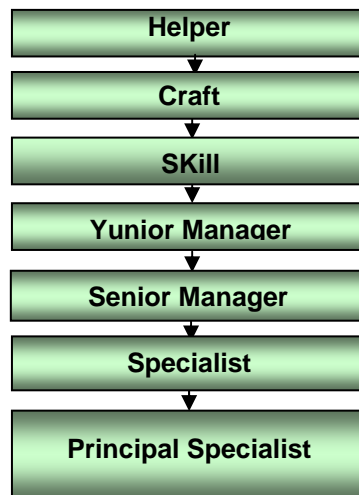 Helper
Craft
SKill
Yunior Manager
Senior Manager
Specialist
Principal Specialist